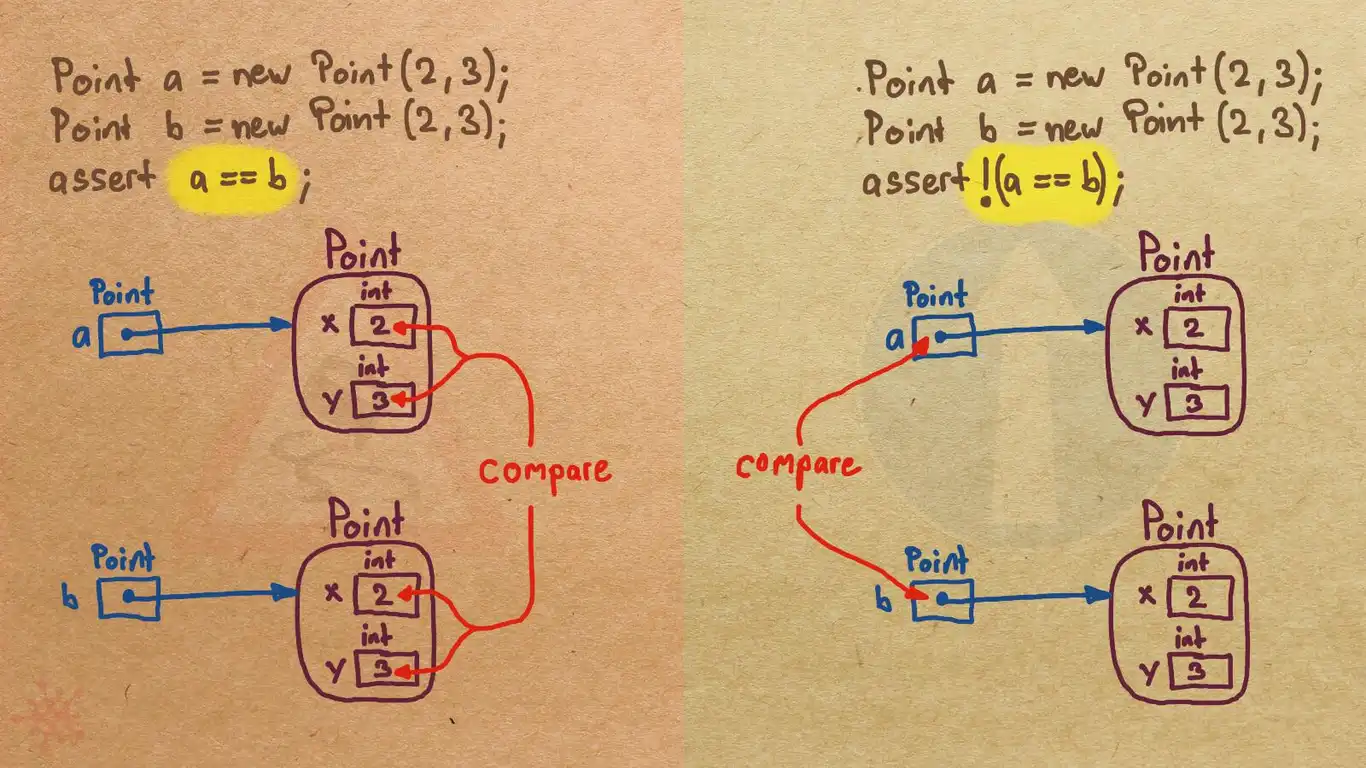 Point a = new Point(2,3);
Point b = new Point(2,3);
assert a == b;
Point
int
Point
x 2
a
int
y 3
compare
Point
int
Point
x 2
b
int
y 3
Point a = new Point(2,3);
Point b = new Point(2,3);
assert !(a == b);
Point
int
Point
x 2
a
int
y 3
compare
Point
int
Point
x 2
b
int
y 3